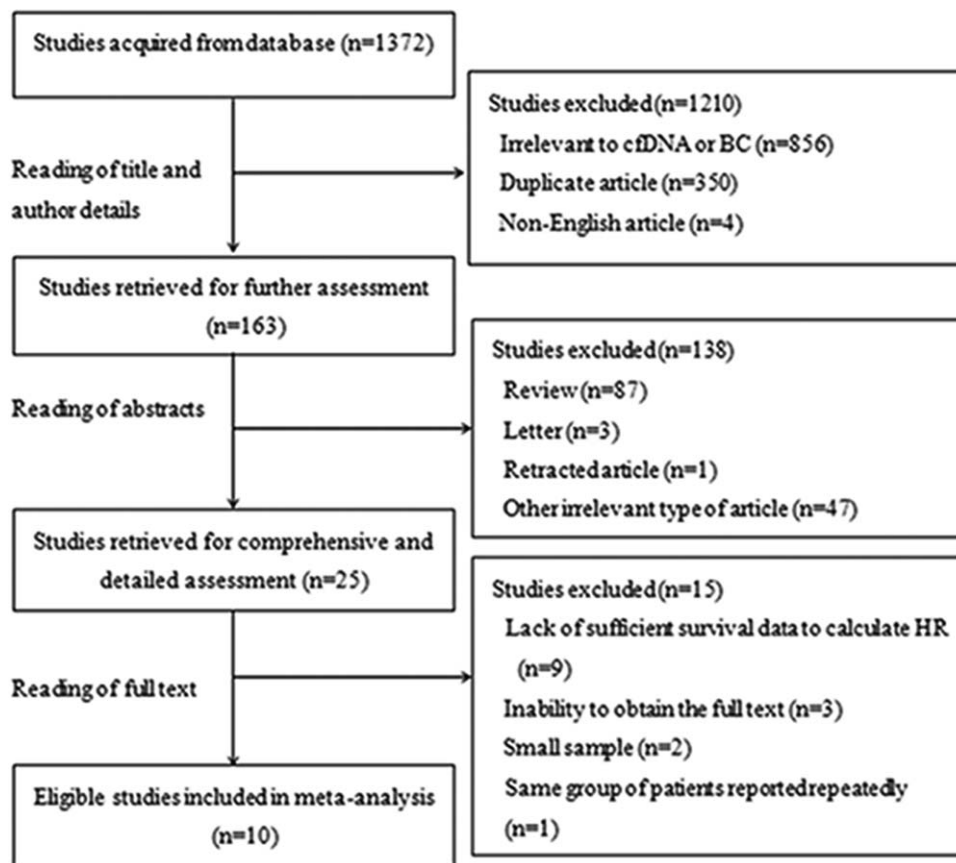 Studies acquired from database (n=1372)
Studies excluded (n=1210)
Irrelevant to cfDNA or BC (n=856)
Duplicate article (n=350)
Non-English article (n=4)
Reading of title and
author details
Studies retrieved for further assessment
(n=163)
Studies excluded (n=138)
Review (n=87)
Letter (n=3)
Retracted article (n=1)
Other irrelevant type of article (n=47)
Reading of abstracts
Studies retrieved for comprehensive and
detailed assessment (n=25)
Studies excluded (n=15)
Lack of sufficient survival data to calculate HR
(n=9)
Inability to obtain the full text (n=3)
Small sample (n=2)
Same group of patients reported repeatedly
(n=1)
Reading of full text
Eligible studies included in meta-analysis
(n=10)